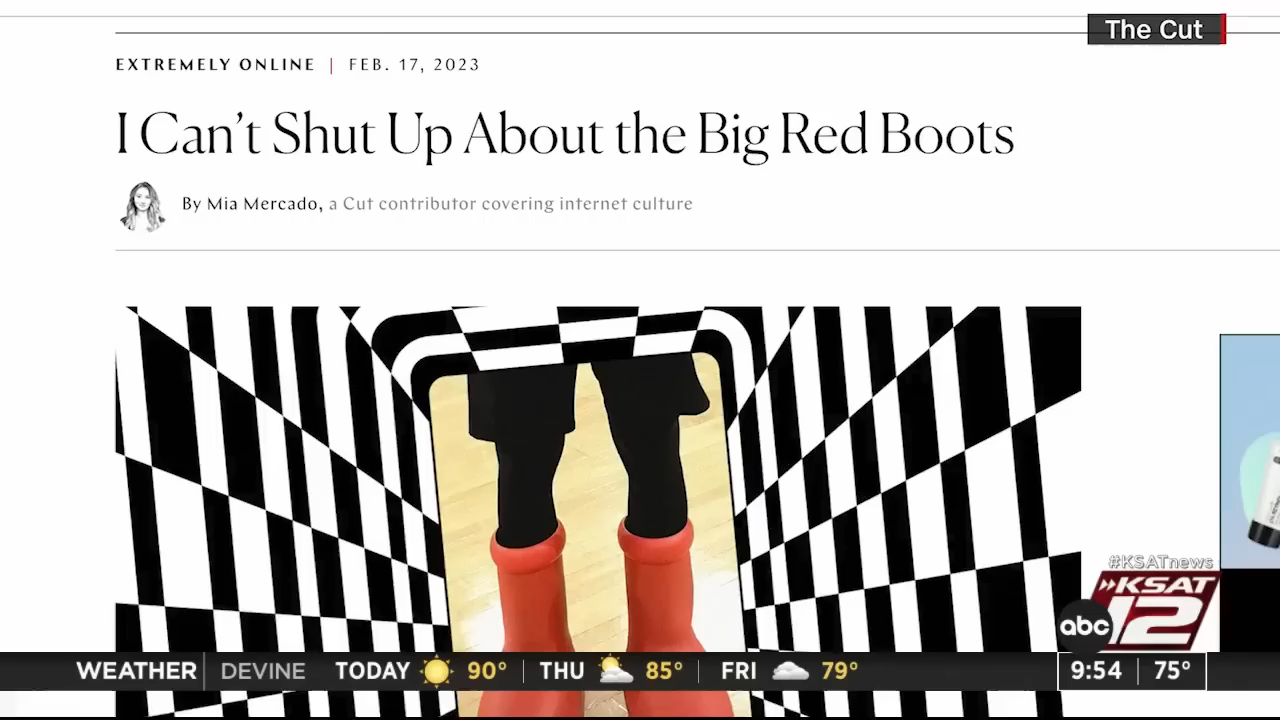 The Cut
EXTREMELY ONLINE | FEB. 17, 2023
I Can't Shut Up About the Big Red Boots
By Mia Mercado, a Cut contributor covering internet culture
#KSATnews
KSAT
abc 12
WEATHER | DEVINE TODAY 90° | THU 85° | FRI 79° 9:54 | 75°